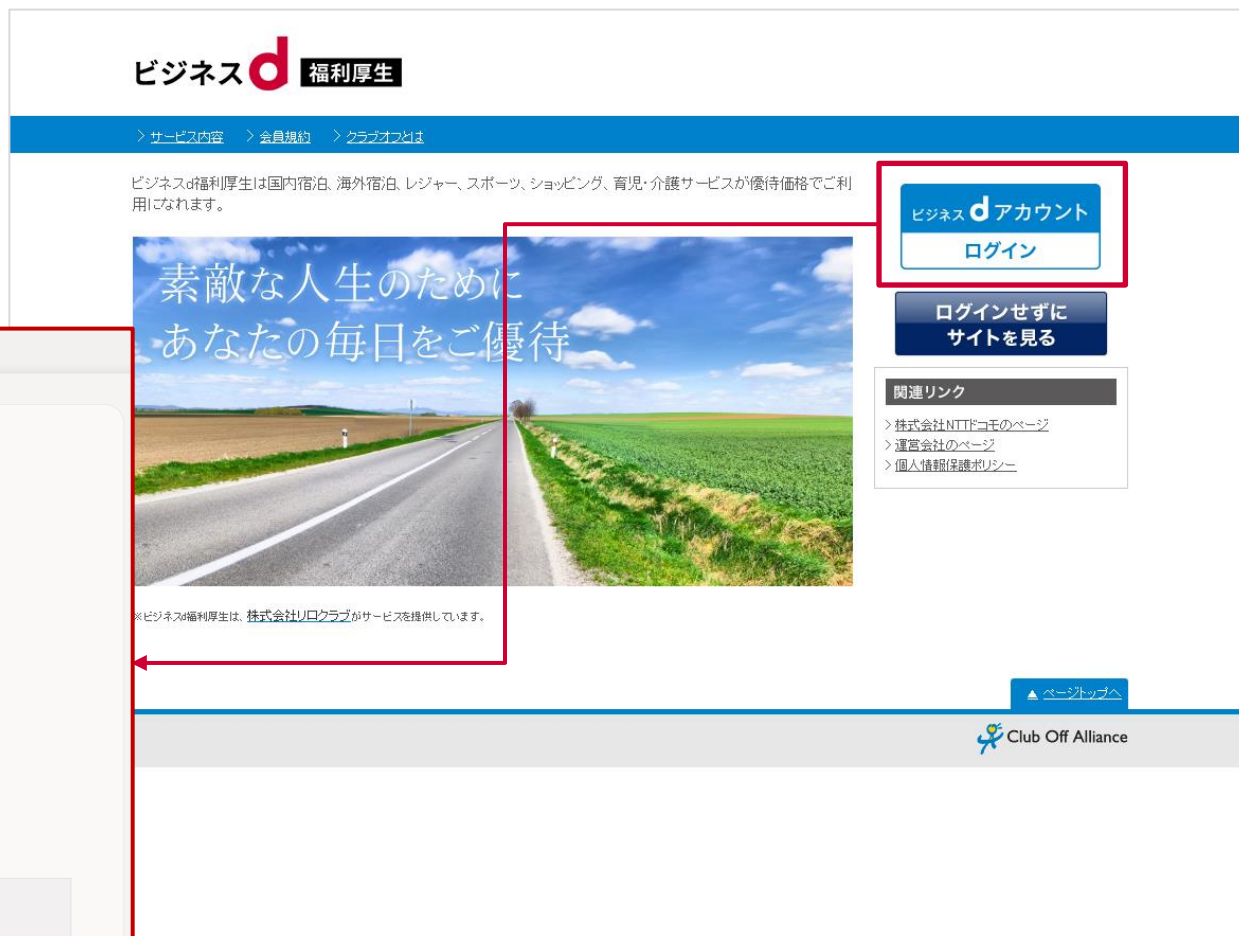 ビジネスd 福利厚生
＞サービス内容 ＞会員規約 ＞クラブオフとは
ビジネスd福利厚生は国内宿泊、海外宿泊、レジャー、スポーツ、ショッピング、育児・介護サービスが優待価格でご利
用になれます。
素敵な人生のために
あなたの毎日をご優待
※ビジネスd福利厚生は、株式会社リロクラブがサービスを提供しています。
ビジネスdアカウント
ログイン
ログインせずに
サイトを見る
関連リンク
＞株式会社NTTドコモのページ
＞運営会社のページ
＞個人情報保護ポリシー
▲ ページトップへ
Club Off Alliance